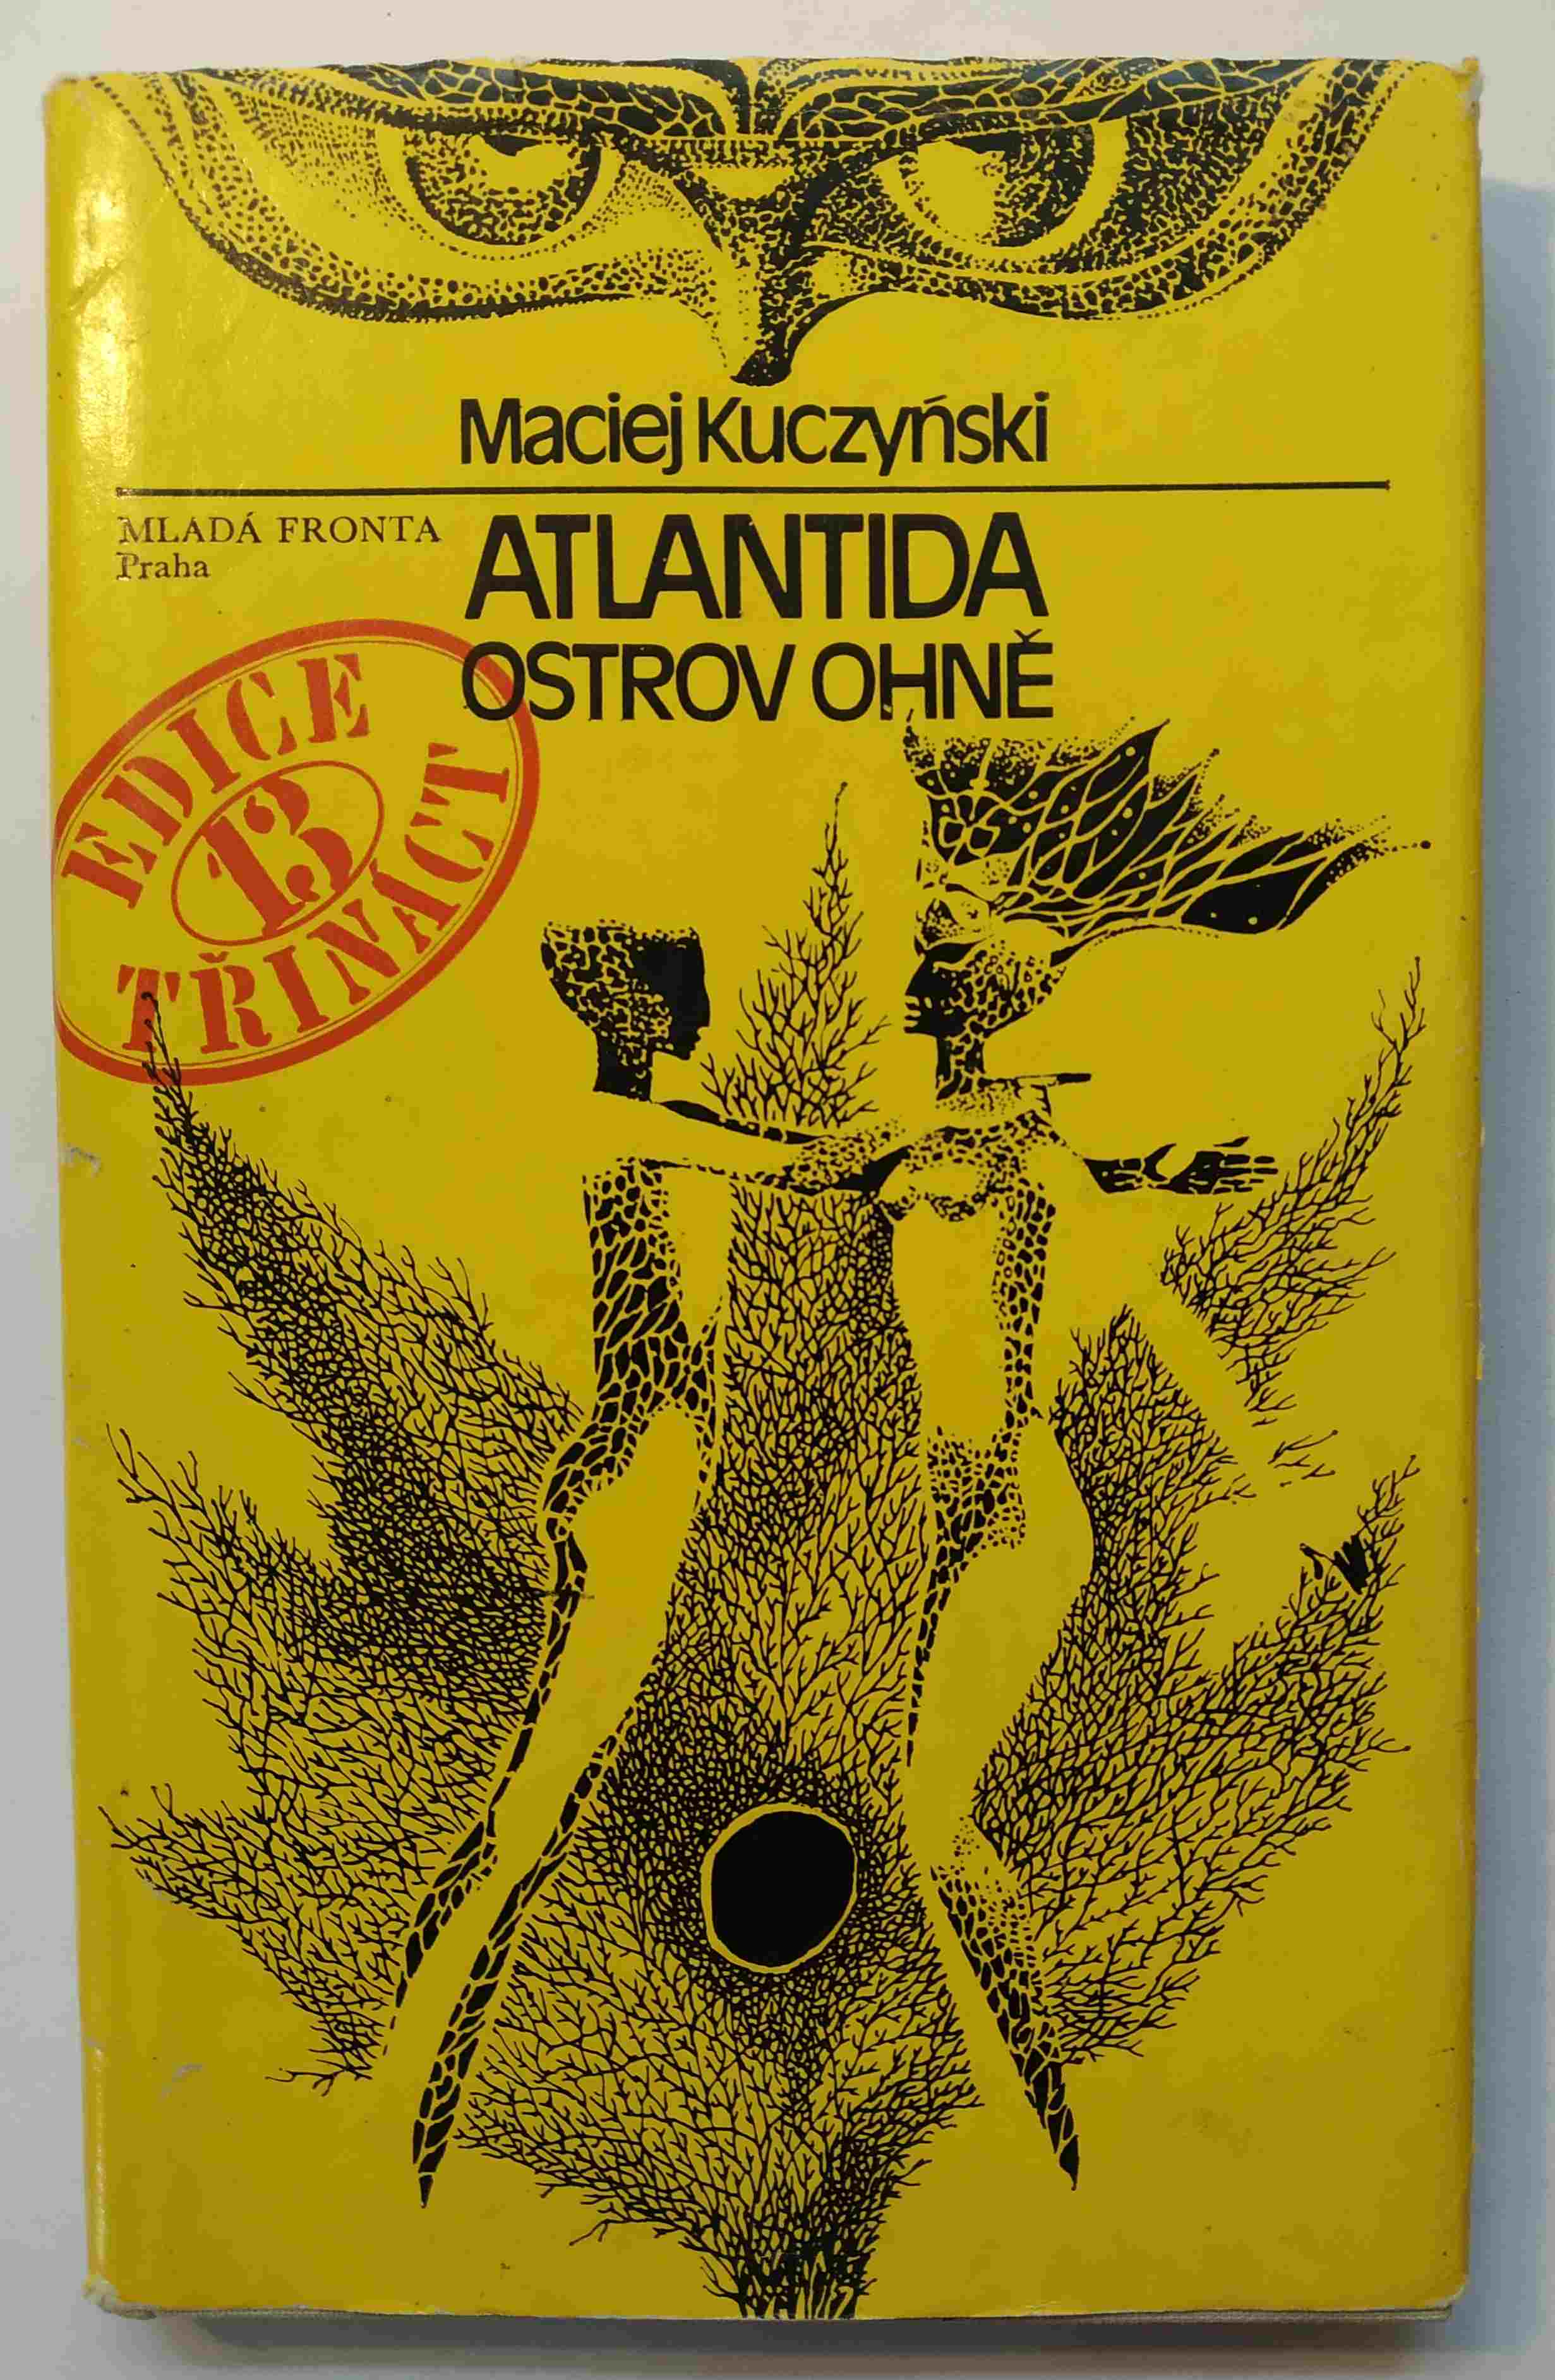 Maciej Kuczyński
MLADÁ FRONTA
Praha
ATLANTIDA
OSTROV OHNĚ
EDICE
13
TŘINÁCT